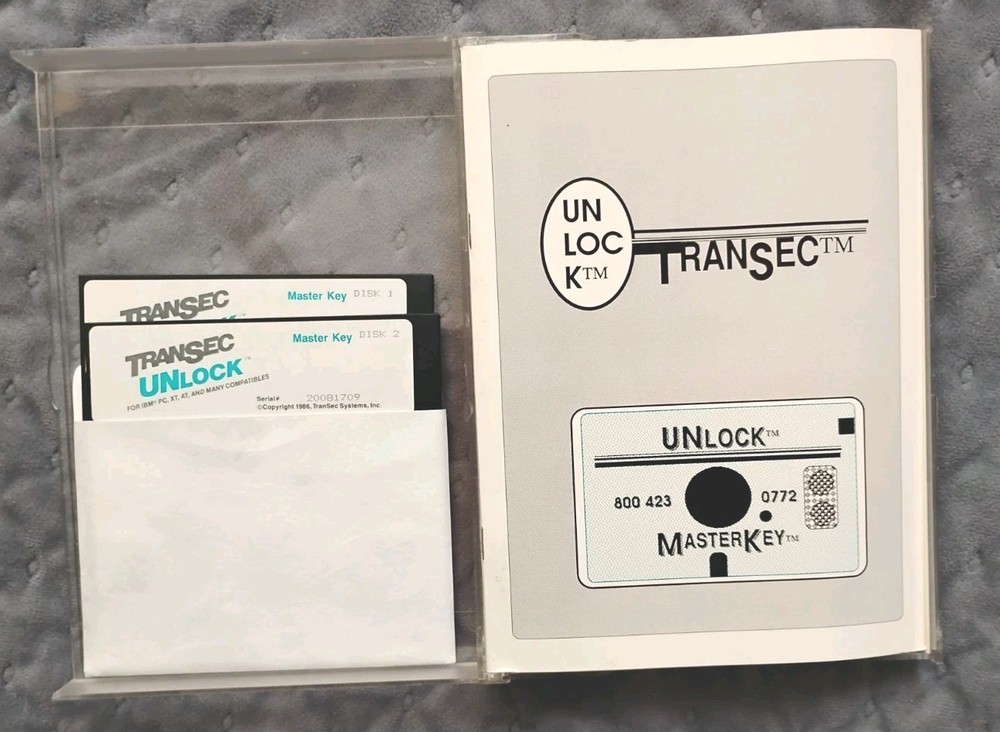 TRANSEC
Master Key DISK 1
TRANSEC
Master Key DISK 2
UNLOCK™
FOR IBM® PC, XT, AT, AND MANY COMPATIBLES
Serial# 20081709
©Copyright 1986, TranSec Systems, Inc.
UN
LOC
K™
TRANSEC™
UNLOCK™
800 423 0772
MASTERKEY™